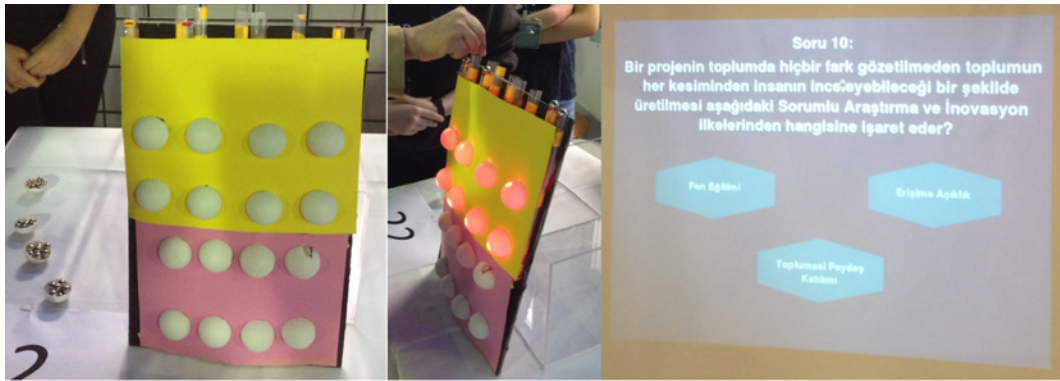 2
Soru 10:
Bir projenin toplumda hiçbir fark gözetilmeden toplumun
her kesiminden insanın inceleyebileceği bir şekilde
üretilmesi aşağıdaki Sorumlu Araştırma ve İnovasyon
ilkelerinden hangisine işaret eder?
Fen Eğitimi
Erişime Açıklık
Toplumsal Paydaş
Katılımı